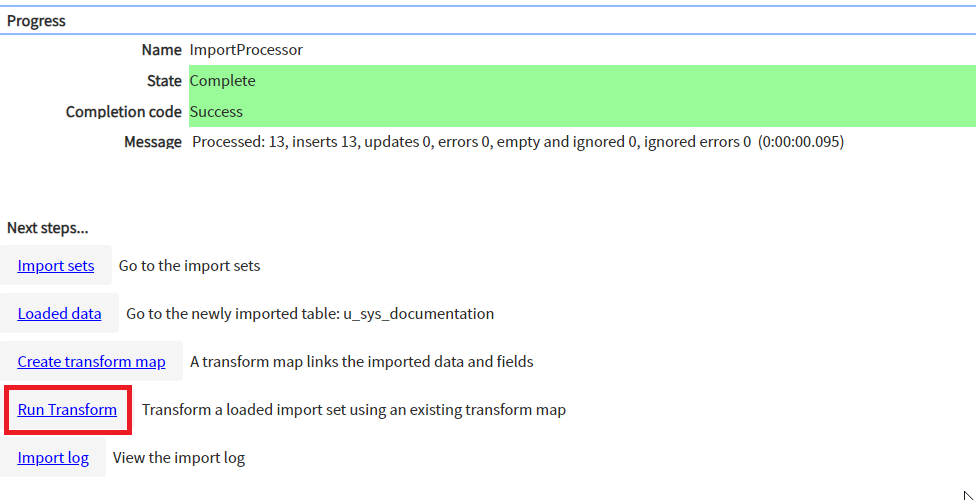 Progress
Name ImportProcessor
State Complete
Completion code Success
Message Processed: 13, inserts 13, updates 0, errors 0, empty and ignored 0, ignored errors 0 (0:00:00.095)
Next steps...
Import sets Go to the import sets
Loaded data Go to the newly imported table: u_sys_documentation
Create transform map A transform map links the imported data and fields
Run Transform Transform a loaded import set using an existing transform map
Import log View the import log